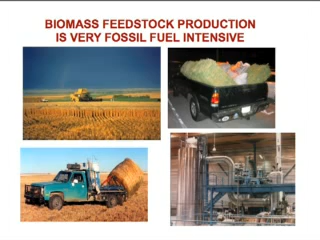 BIOMASS FEEDSTOCK PRODUCTION
IS VERY FOSSIL FUEL INTENSIVE